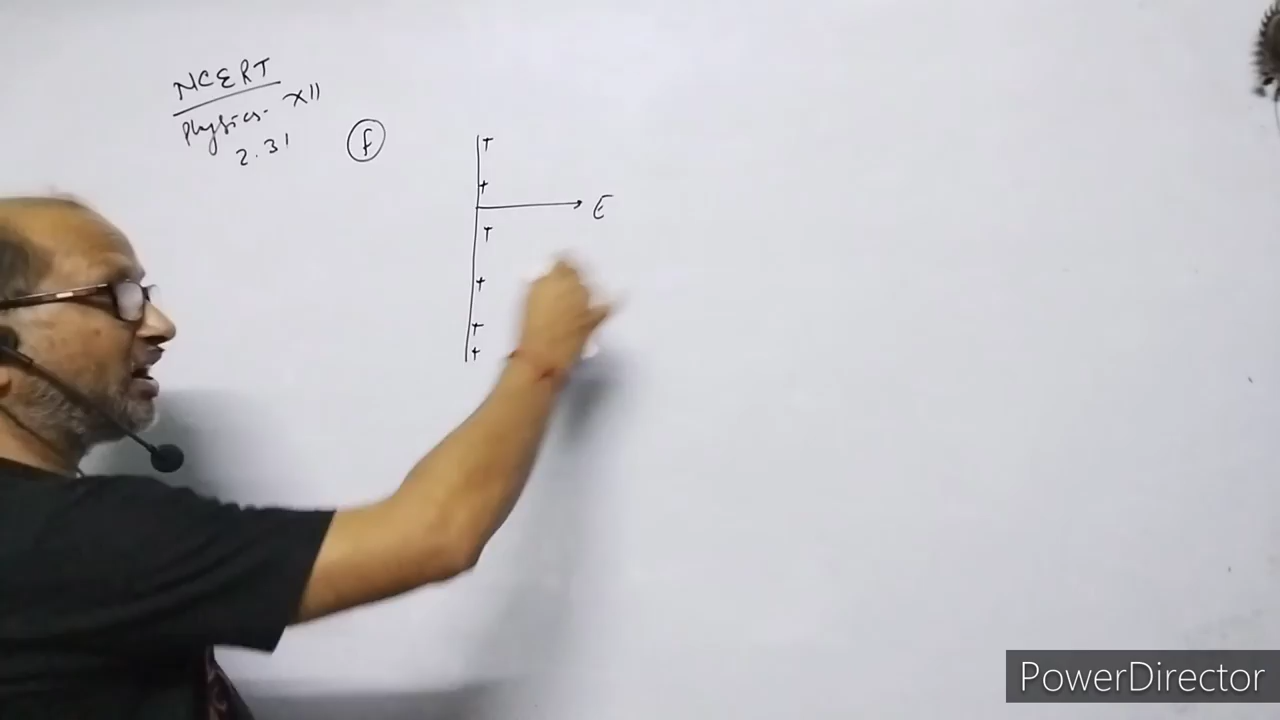 NCERT
Physics- XII
2.31
f
+
+
E
+
+
+
+
PowerDirector